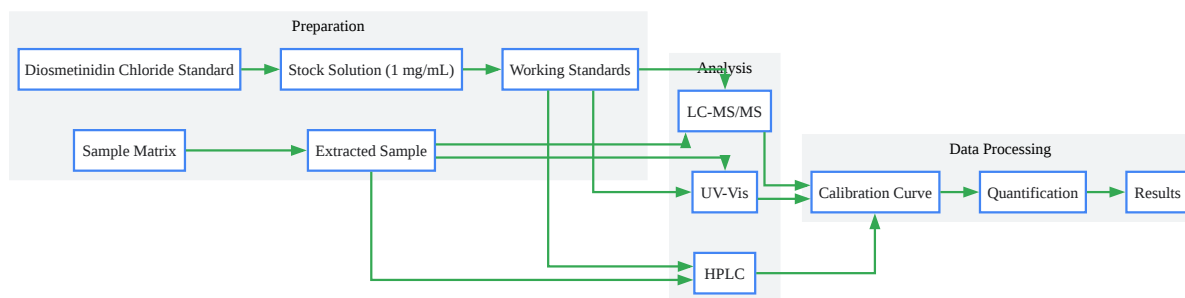 Preparation
Diosmetinidin Chloride Standard
Stock Solution (1 mg/mL)
Working Standards
Sample Matrix
Extracted Sample
Analysis
LC-MS/MS
UV-Vis
HPLC
Data Processing
Calibration Curve
Quantification
Results